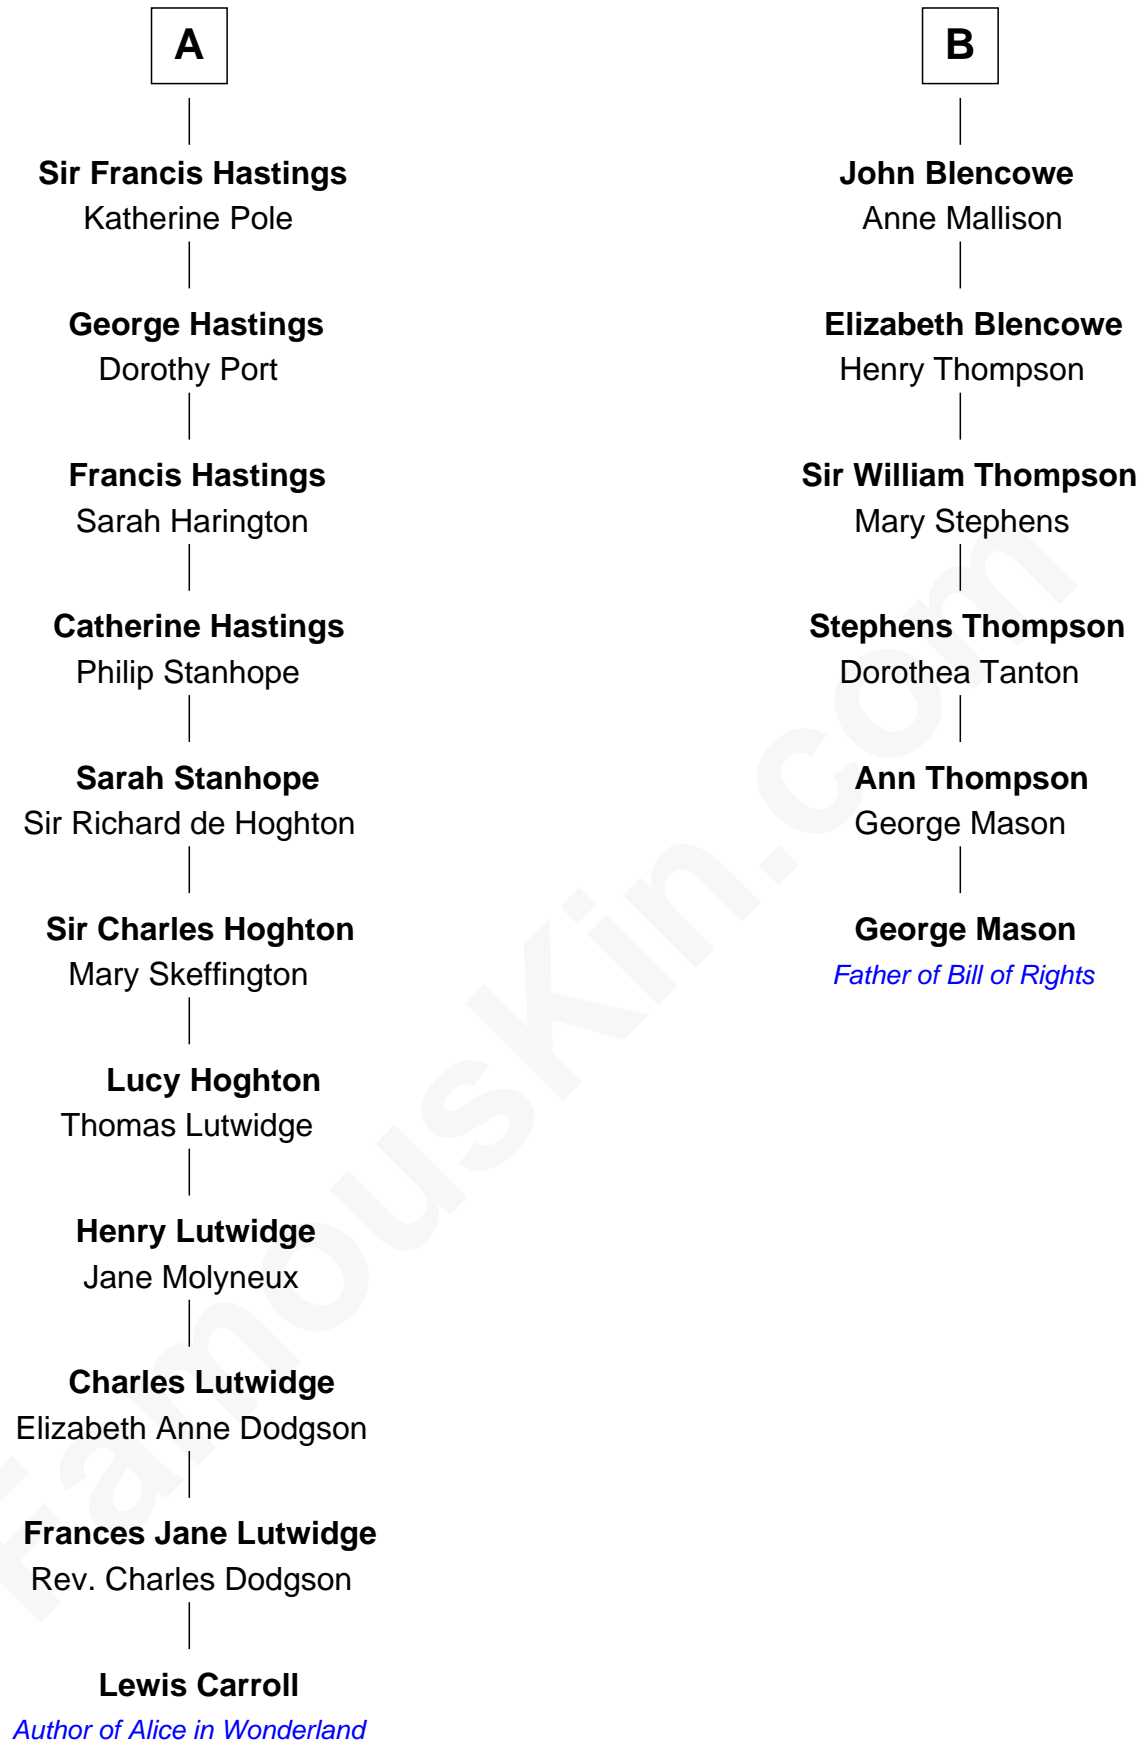 A
Sir Francis Hastings
Katherine Pole
George Hastings
Dorothy Port
Francis Hastings
Sarah Harington
Catherine Hastings
Philip Stanhope
Sarah Stanhope
Sir Richard de Hoghton
Sir Charles Hoghton
Mary Skeffington
Lucy Hoghton
Thomas Lutwidge
Henry Lutwidge
Jane Molyneux
Charles Lutwidge
Elizabeth Anne Dodgson
Frances Jane Lutwidge
Rev. Charles Dodgson
Lewis Carroll
Author of Alice in Wonderland
B
John Blencowe
Anne Mallison
Elizabeth Blencowe
Henry Thompson
Sir William Thompson
Mary Stephens
Stephens Thompson
Dorothea Tanton
Ann Thompson
George Mason
George Mason
Father of Bill of Rights
FamousKin.com